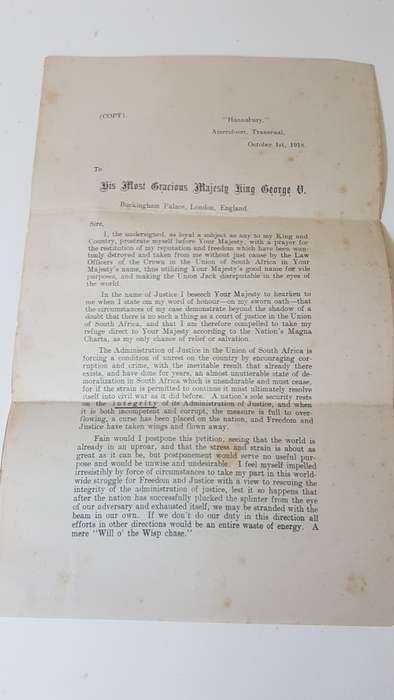 (COPY).
"Hannabury,"
Amersfoort, Transvaal,
October 1st, 1918.
To
His Most Gracious Majesty King George V.
Buckingham Palace, London, England.
Sire,
I, the undersigned, as loyal a subject as any to my King and
Country, prostrate myself before Your Majesty, with a prayer for
the restitution of my reputation and freedom which have been wan-
tonly detroyed and taken from me without just cause by the Law
Officers of the Crown in the Union of South Africa in Your
Majesty's name, thus utilizing Your Majesty's good name for vile
purposes, and making the Union Jack disreputable in the eyes of
the world.
In the name of Justice I beseech Your Majesty to hearken to
me when I state on my word of honour—on my sworn oath—that
the circumstances of my case demonstrate beyond the shadow of a
doubt that there is no such a thing as a court of justice in the Union
of South Africa, and that I am therefore compelled to take my
refuge direct to Your Majesty according to the Nation's Magna
Charta, as my only chance of relief or salvation.
The Administration of Justice in the Union of South Africa is
forcing a condition of unrest on the country by encouraging cor-
ruption and crime, with the inevitable result that already there
exists, and have done for years, an almost unutterable state of de-
moralization in South Africa which is unendurable and must cease,
for if the strain is permitted to continue it must ultimately resolve
itself into civil war as it did before. A nation's sole security rests
on the integrity of its Administration of Justice, and when
it is both incompetent and corrupt, the measure is full to over-
flowing, a curse has been placed on the nation, and Freedom and
Justice have taken wings and flown away.
Fain would I postpone this petition, seeing that the world is
already in an uproar, and that the stress and strain is about as
great as it can be, but postponement would serve no useful pur-
pose and would be unwise and undesirable. I feel myself impelled
irresistibly by force of circumstances to take my part in this world-
wide struggle for Freedom and Justice with a view to rescuing the
integrity of the administration of justice, lest it so happens that
after the nation has successfully plucked the splinter from the eye
of our adversary and exhausted itself, we may be stranded with the
beam in our own. If we don't do our duty in this direction all
efforts in other directions would be an entire waste of energy. A
mere "Will o' the Wisp chase."